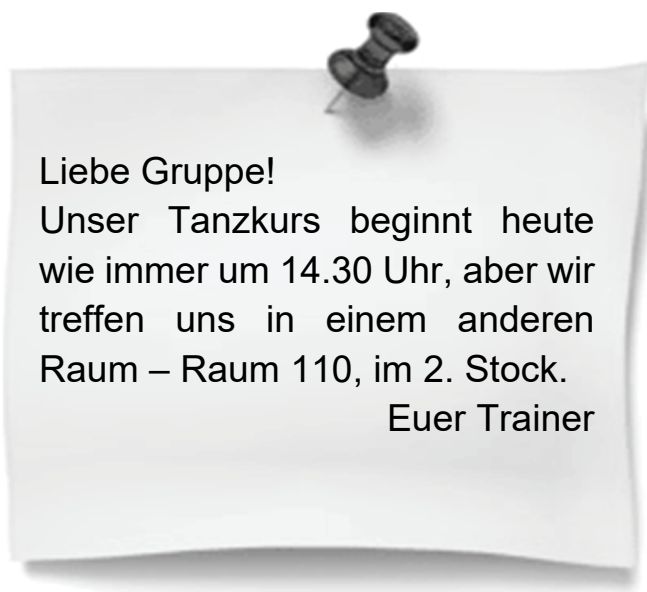 Liebe Gruppe!
Unser Tanzkurs beginnt heute
wie immer um 14.30 Uhr, aber wir
treffen uns in einem anderen
Raum – Raum 110, im 2. Stock.
Euer Trainer